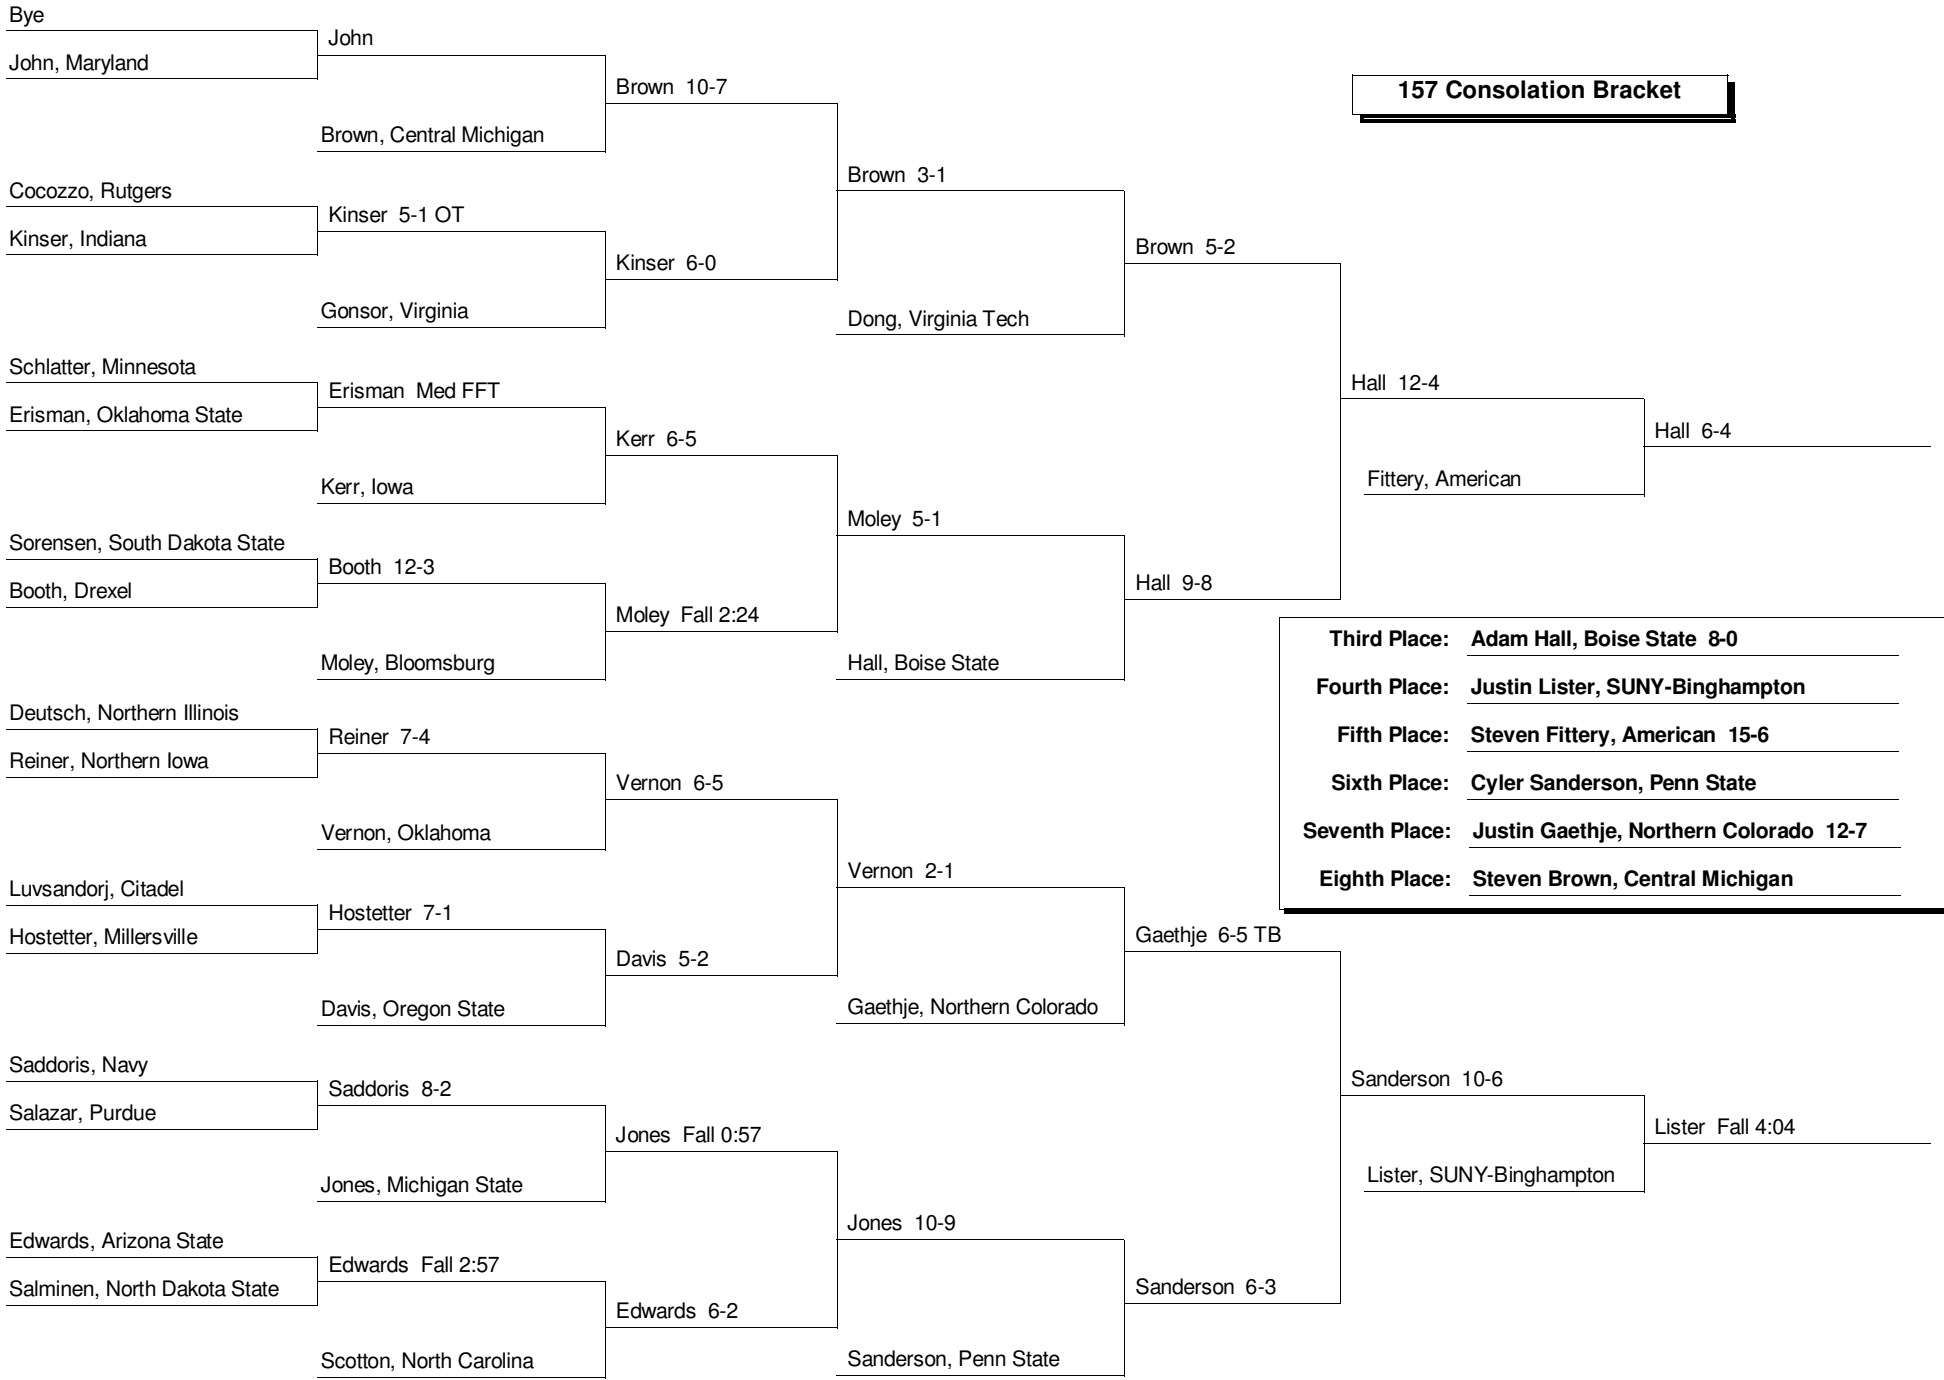 Bye
John, Maryland
Cocozzo, Rutgers
Kinser, Indiana
Schlatter, Minnesota
Erisman, Oklahoma State
Sorensen, South Dakota State
Booth, Drexel
Deutsch, Northern Illinois
Reiner, Northern Iowa
Luvsandorj, Citadel
Hostetter, Millersville
Saddoris, Navy
Salazar, Purdue
Edwards, Arizona State
Salminen, North Dakota State
John
Brown, Central Michigan
Kinser 5-1 OT
Gonsor, Virginia
Erisman Med FFT
Kerr, Iowa
Booth 12-3
Moley, Bloomsburg
Reiner 7-4
Vernon, Oklahoma
Hostetter 7-1
Davis, Oregon State
Saddoris 8-2
Jones, Michigan State
Edwards Fall 2:57
Scotton, North Carolina
Brown 10-7
Kinser 6-0
Kerr 6-5
Moley Fall 2:24
Vernon 6-5
Davis 5-2
Jones Fall 0:57
Edwards 6-2
Brown 3-1
Dong, Virginia Tech
Moley 5-1
Hall, Boise State
Vernon 2-1
Gaethje, Northern Colorado
Jones 10-9
Sanderson, Penn State
Brown 5-2
Hall 9-8
Gaethje 6-5 TB
Sanderson 6-3
Hall 12-4
Fittery, American
Sanderson 10-6
Lister, SUNY-Binghampton
Hall 6-4
Lister Fall 4:04
157 Consolation Bracket
Third Place: Adam Hall, Boise State 8-0
Fourth Place: Justin Lister, SUNY-Binghampton
Fifth Place: Steven Fittery, American 15-6
Sixth Place: Cyler Sanderson, Penn State
Seventh Place: Justin Gaethje, Northern Colorado 12-7
Eighth Place: Steven Brown, Central Michigan